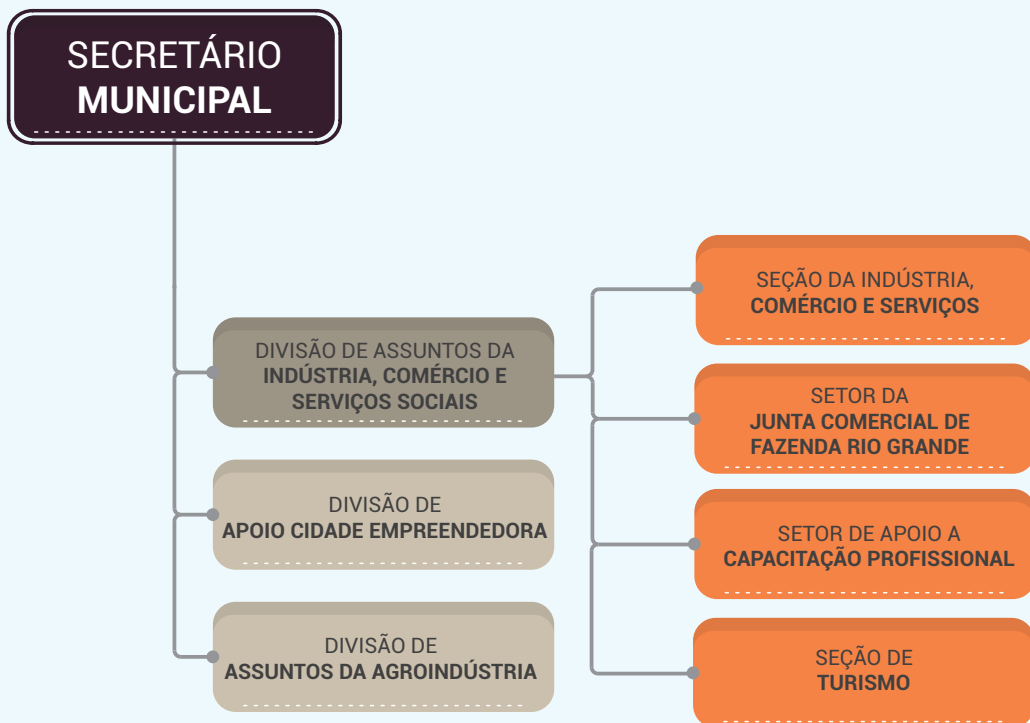 SECRETÁRIO
MUNICIPAL
DIVISÃO DE ASSUNTOS DA
INDÚSTRIA, COMÉRCIO E
SERVIÇOS SOCIAIS
DIVISÃO DE
APOIO CIDADE EMPREENDEDORA
DIVISÃO DE
ASSUNTOS DA AGROINDÚSTRIA
SEÇÃO DA INDÚSTRIA,
COMÉRCIO E SERVIÇOS
SETOR DA
JUNTA COMERCIAL DE
FAZENDA RIO GRANDE
SETOR DE APOIO A
CAPACITAÇÃO PROFISSIONAL
SEÇÃO DE
TURISMO